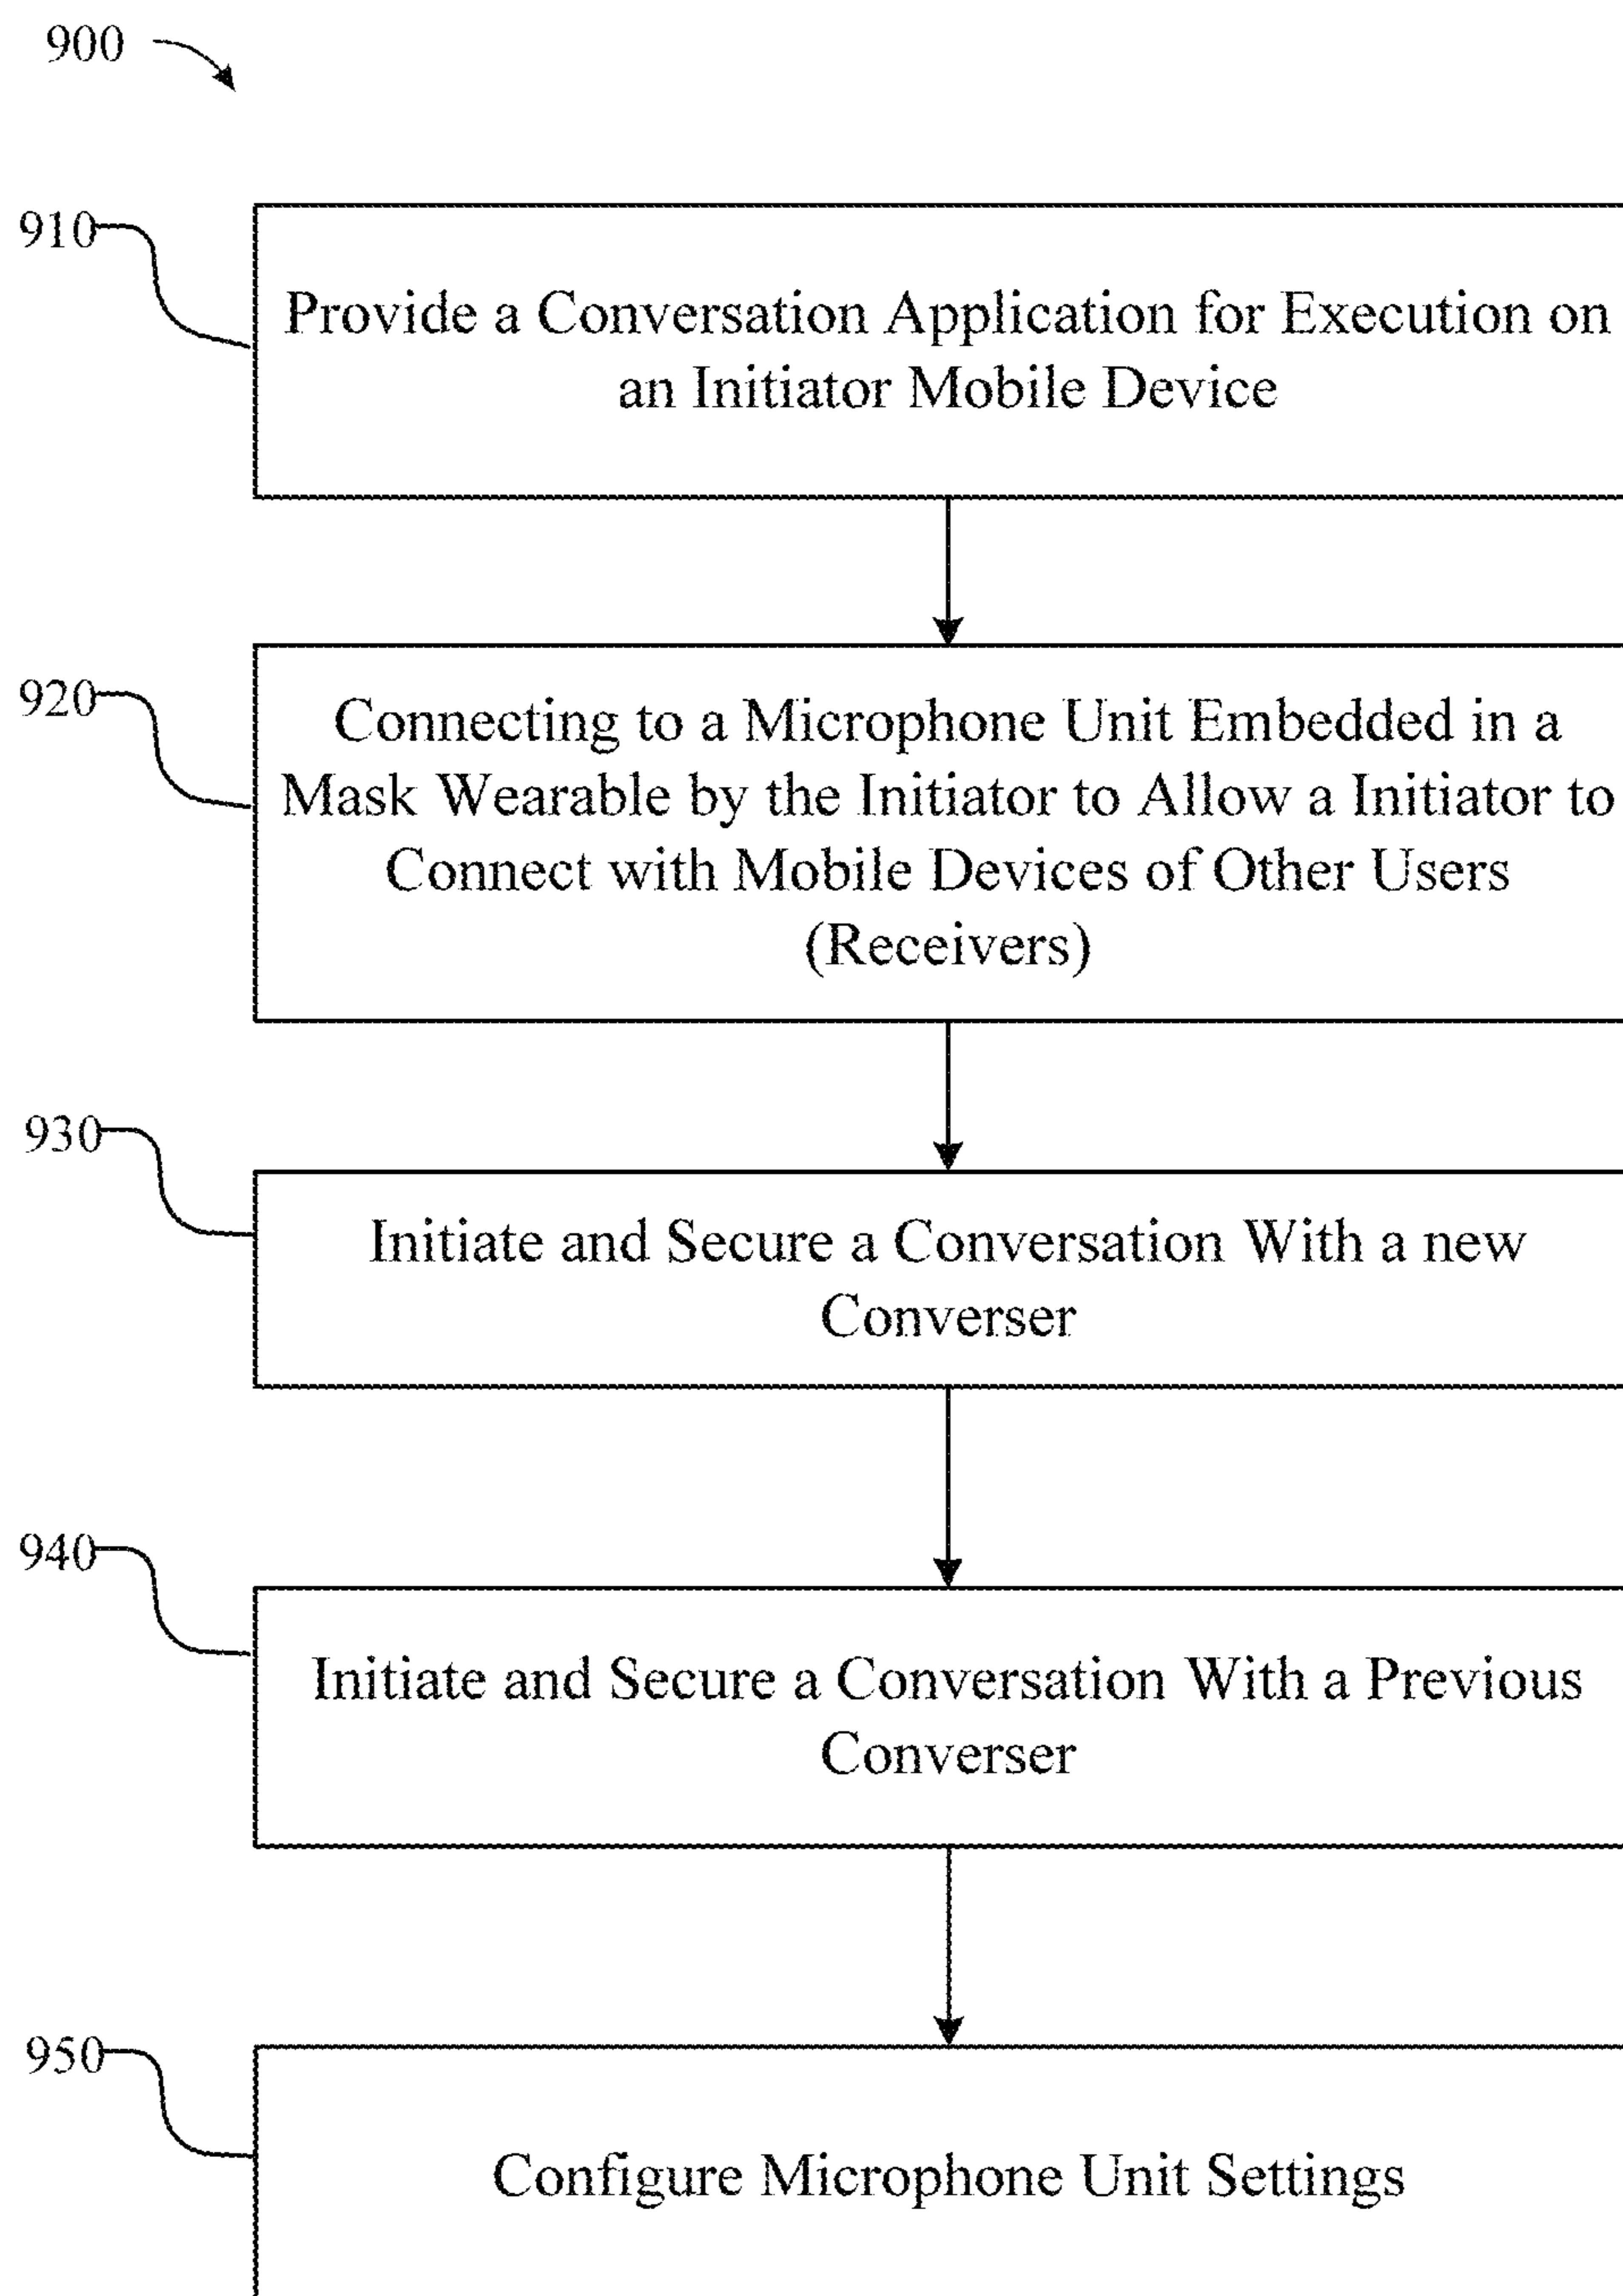 900
910
Provide a Conversation Application for Execution on
an Initiator Mobile Device
920
Connecting to a Microphone Unit Embedded in a
Mask Wearable by the Initiator to Allow a Initiator to
Connect with Mobile Devices of Other Users
(Receivers)
930
Initiate and Secure a Conversation With a new
Converser
940
Initiate and Secure a Conversation With a Previous
Converser
950
Configure Microphone Unit Settings